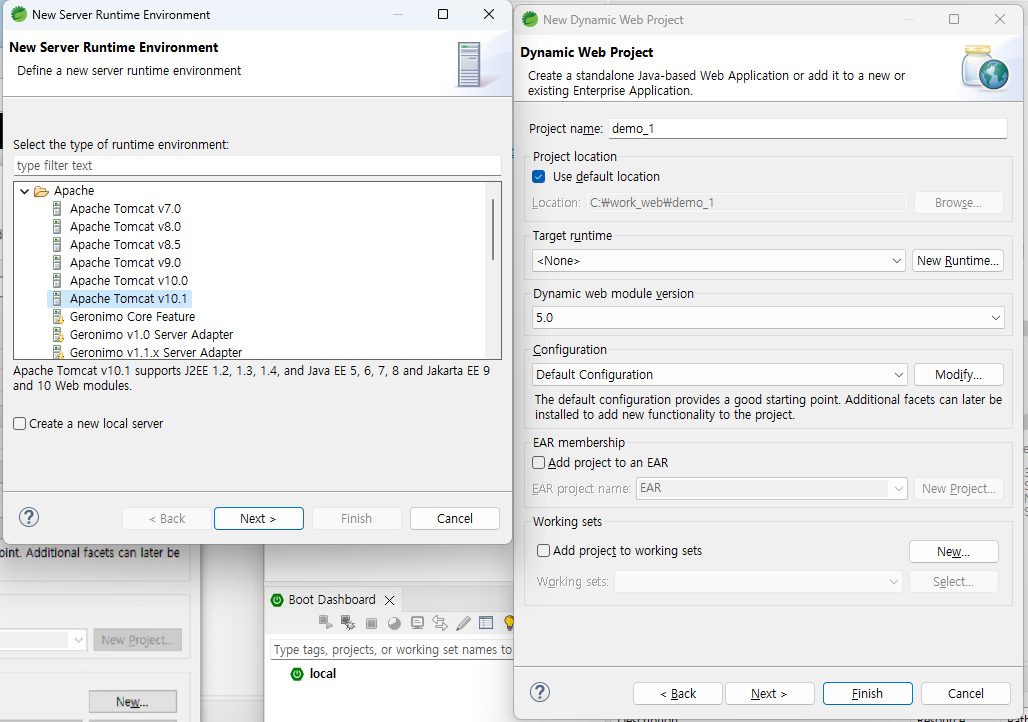 New Server Runtime Environment
New Server Runtime Environment
Define a new server runtime environment
Select the type of runtime environment:
type filter text
Apache
Apache Tomcat v7.0
Apache Tomcat v8.0
Apache Tomcat v8.5
Apache Tomcat v9.0
Apache Tomcat v10.0
Apache Tomcat v10.1
Geronimo Core Feature
Geronimo v1.0 Server Adapter
Geronimo v1.1.x Server Adapter
Apache Tomcat v10.1 supports J2EE 1.2, 1.3, 1.4, and Java EE 5, 6, 7, 8 and Jakarta EE 9
and 10 Web modules.
Create a new local server
< Back
Next >
Finish
Cancel
New Dynamic Web Project
Dynamic Web Project
Create a standalone Java-based Web Application or add it to a new or
existing Enterprise Application.
Project name: demo_1
Project location
Use default location
Location: C:₩work_web₩demo_1 Browse...
Target runtime
<None> New Runtime...
Dynamic web module version
5.0
Configuration
Default Configuration Modify...
The default configuration provides a good starting point. Additional facets can later be
installed to add new functionality to the project.
EAR membership
Add project to an EAR
EAR project name: EAR New Project...
Working sets
Add project to working sets New...
Working sets: Select...
< Back
Next >
Finish
Cancel
oint. Additional facets can later be
New Project...
New...
Boot Dashboard
Type tags, projects, or working set names to
local
Description Resource Path